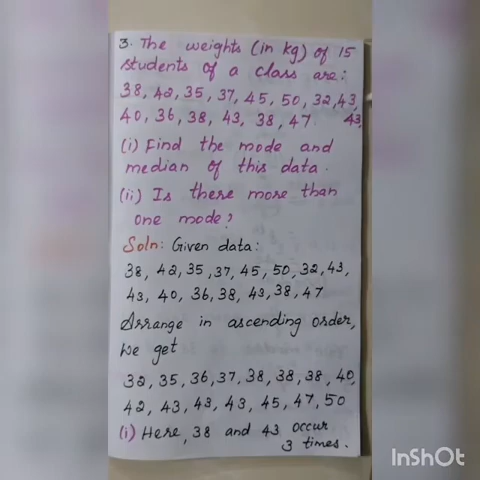 3. The weights (in kg) of 15
students of a class are:
38, 42, 35, 37, 45, 50, 32, 43,
40, 36, 38, 43, 38, 47 43,
(i) Find the mode and
median of this data.
(ii) Is there more than
one mode?
Soln: Given data:
38, 42, 35, 37, 45, 50, 32, 43,
43, 40, 36, 38, 43, 38, 47
Arrange in ascending order,
we get
32, 35, 36, 37, 38, 38, 38, 40,
42, 43, 43, 43, 45, 47, 50
(i) Here, 38 and 43 occur
3 times.
InShOt